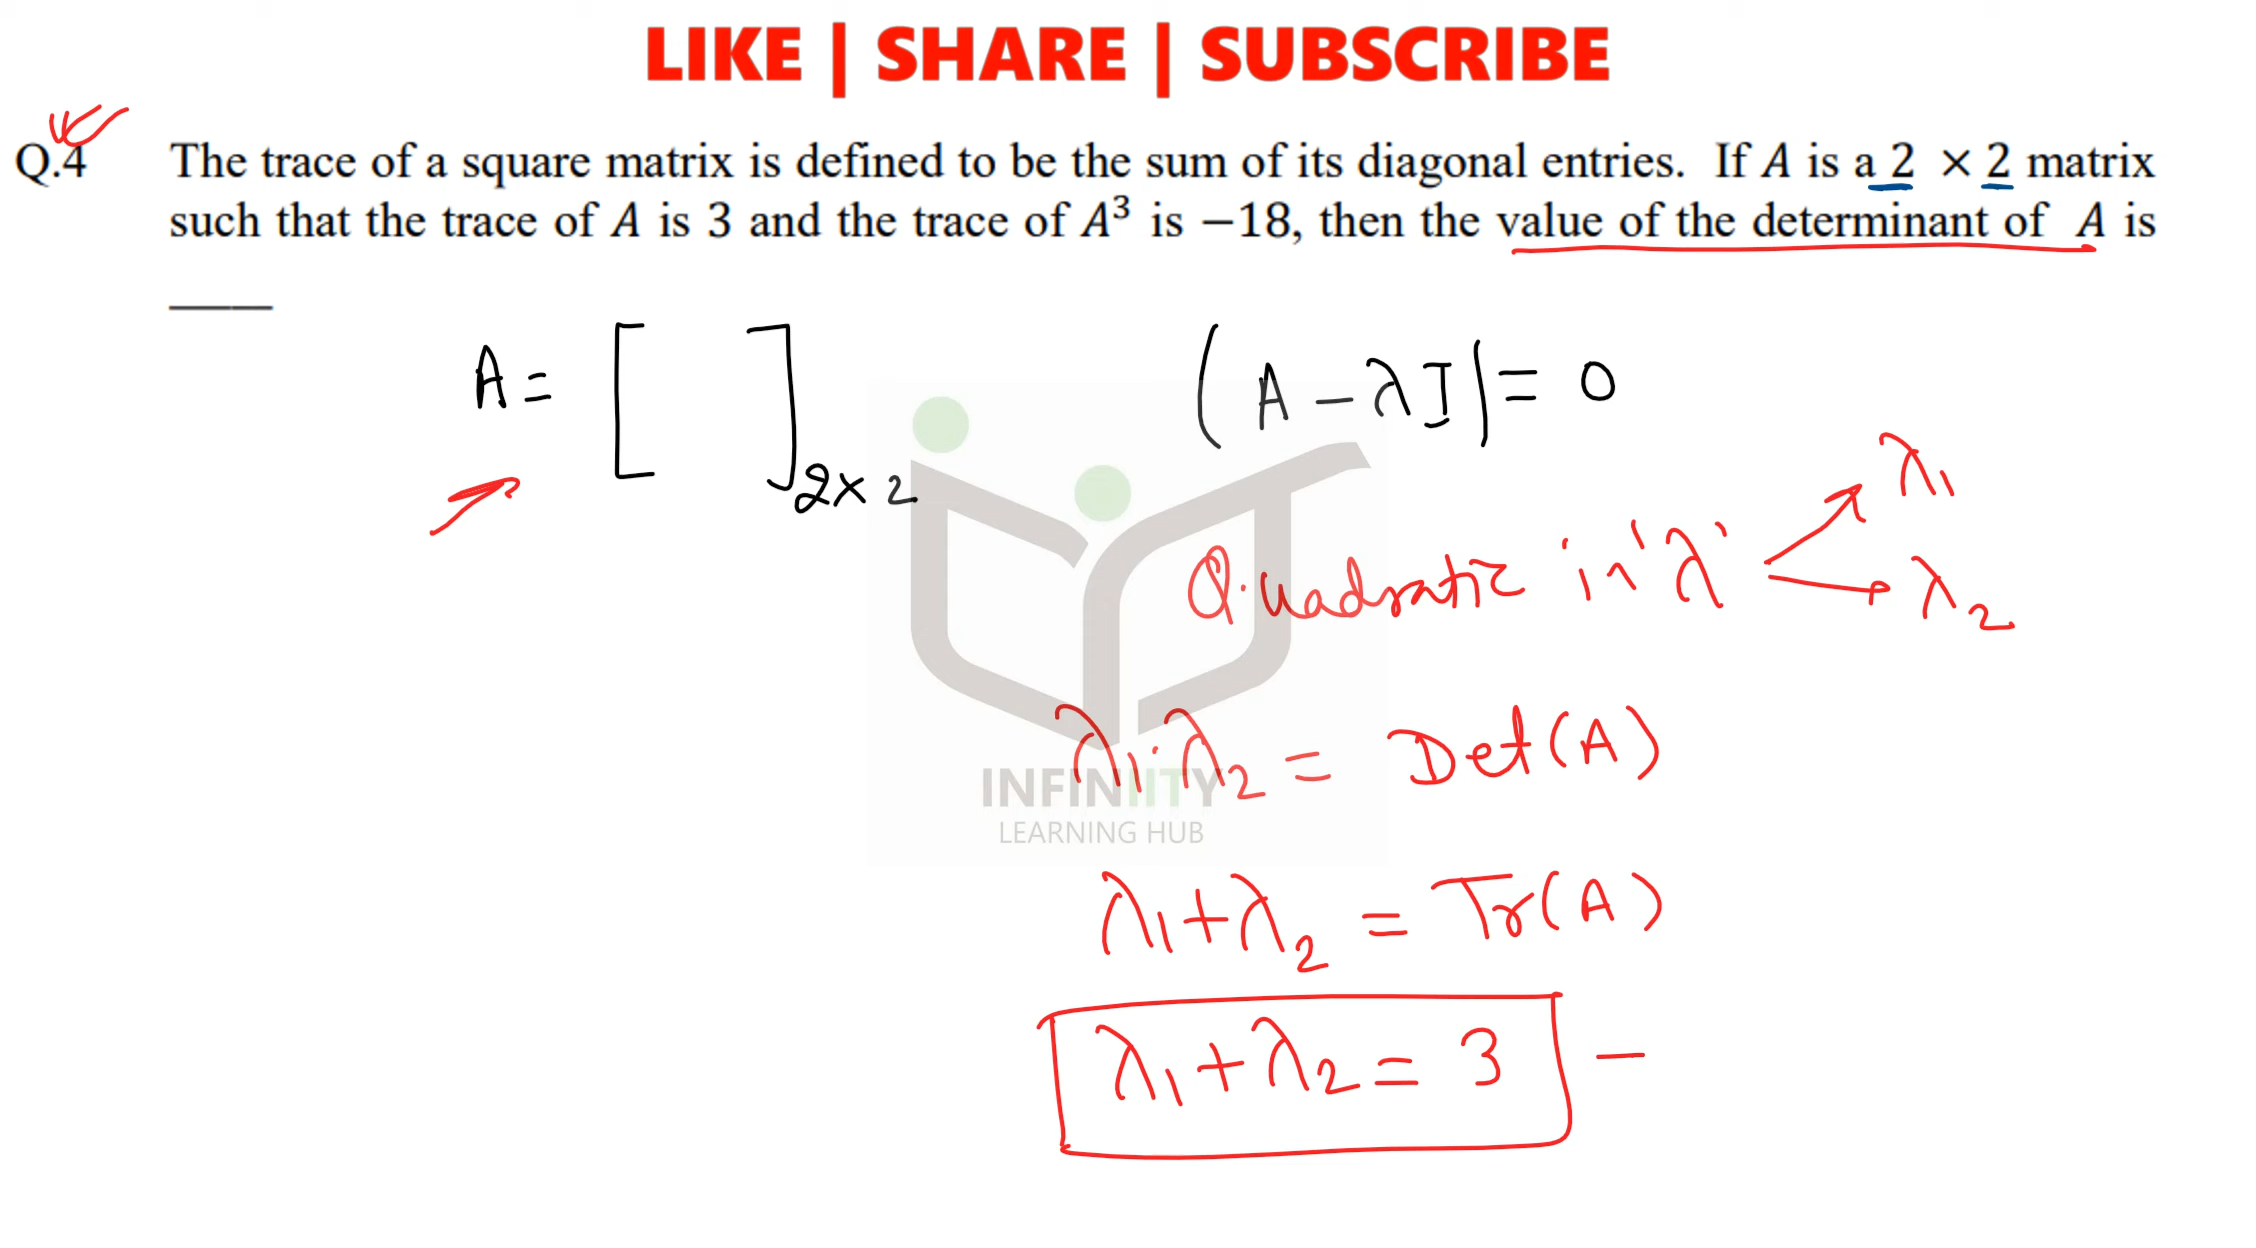 LIKE | SHARE | SUBSCRIBE
Q.4 The trace of a square matrix is defined to be the sum of its diagonal entries. If A is a 2 × 2 matrix
such that the trace of A is 3 and the trace of A³ is −18, then the value of the determinant of A is
____
A = [ ]₂ₓ₂ (A − λI| = 0
Quadratic in 'λ' λ₁
λ₂
λ₁·λ₂ = Det(A)
INFINIITY
LEARNING HUB
λ₁+λ₂ = Tr(A)
λ₁+λ₂ = 3 —